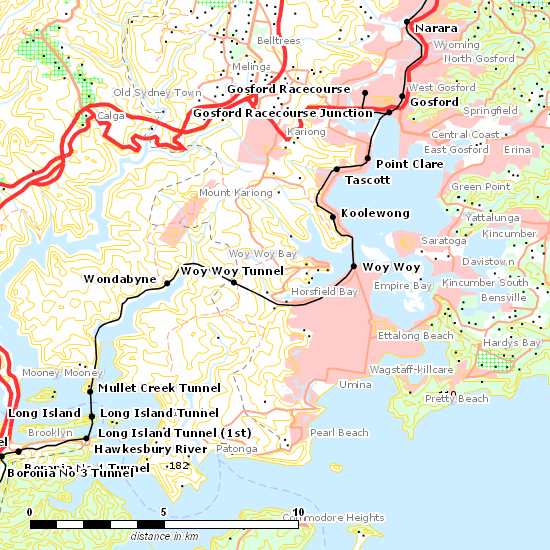 Narara
Wyoming
Belltrees
North Gosford
Melinga
Gosford Racecourse
West Gosford
Old Sydney Town
Gosford
Calga
Gosford Racecourse Junction
Springfield
Kariong
Central Coast
East Gosford
Erina
Point Clare
Tascott
Green Point
Mount Kariong
Koolewong
Yattalunga
Kincumber
Saratoga
Woy Woy Bay
Davistown
Woy Woy Tunnel
Woy Woy
Wondabyne
Kincumber South
Empire Bay
Horsfield Bay
Bensville
Ettalong Beach
Hardys Bay
Mooney Mooney
Wagstaff-killcare
Umina
Mullet Creek Tunnel
Pretty Beach
Long Island
Long Island Tunnel
Brooklyn
Long Island Tunnel (1st)
Pearl Beach
Hawkesbury River
Patonga
182
Boronia No 3 Tunnel
0 5 10
distance in km
Commodore Heights